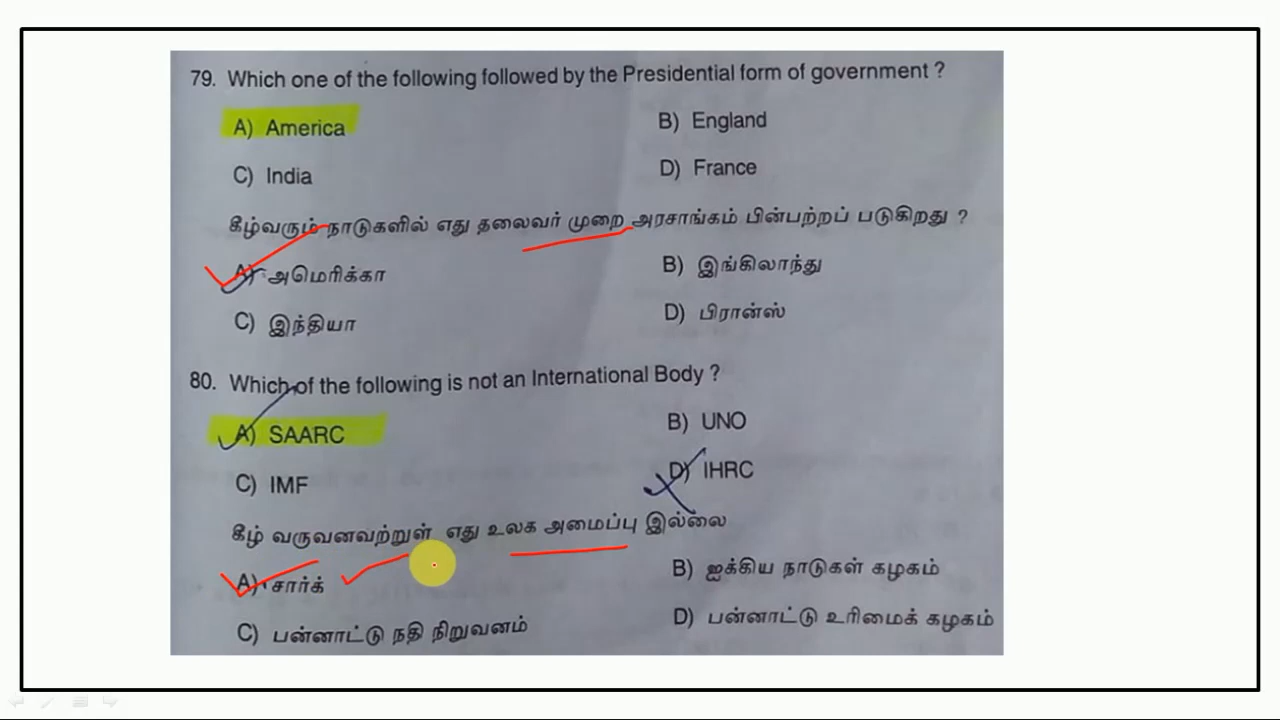 79. Which one of the following followed by the Presidential form of government ?
A) America
B) England
C) India
D) France
கீழ்வரும் நாடுகளில் எது தலைவர் முறை அரசாங்கம் பின்பற்றப் படுகிறது ?
A) அமெரிக்கா
B) இங்கிலாந்து
C) இந்தியா
D) பிரான்ஸ்
80. Which of the following is not an International Body ?
A) SAARC
B) UNO
C) IMF
D) IHRC
கீழ் வருவனவற்றுள் எது உலக அமைப்பு இல்லை
A) சார்க்
B) ஐக்கிய நாடுகள் கழகம்
C) பன்னாட்டு நதி நிறுவனம்
D) பன்னாட்டு உரிமைக் கழகம்